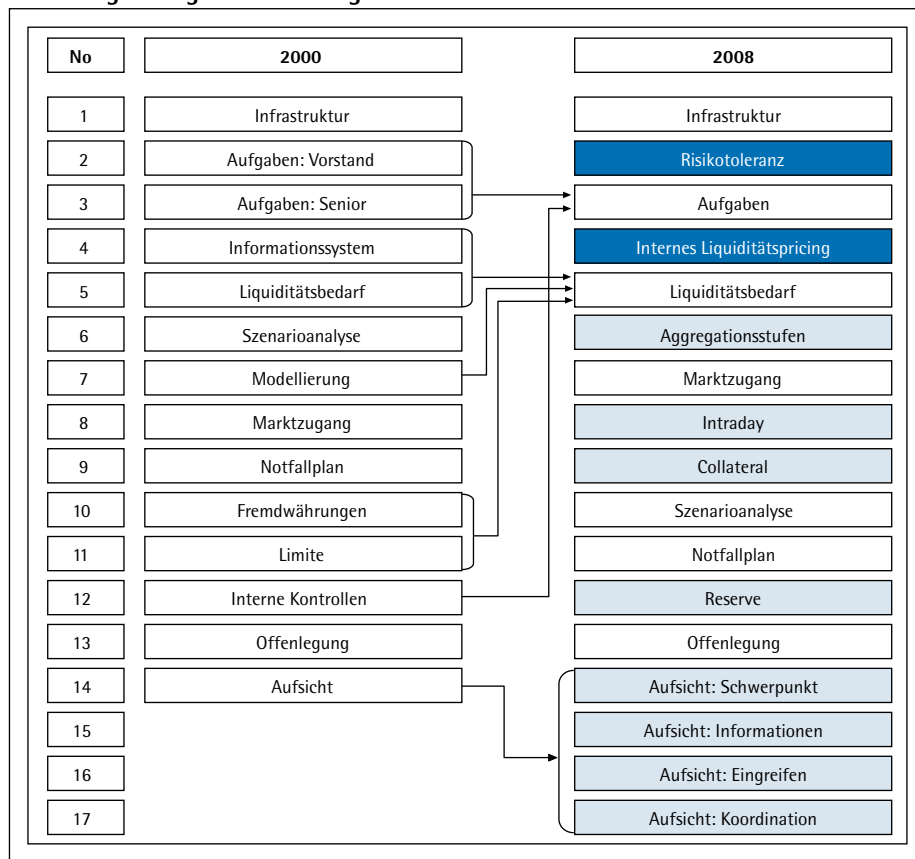 No 2000 2008
1 Infrastruktur Infrastruktur
2 Aufgaben: Vorstand Risikotoleranz
3 Aufgaben: Senior Aufgaben
4 Informationssystem Internes Liquiditätspricing
5 Liquiditätsbedarf Liquiditätsbedarf
6 Szenarioanalyse Aggregationsstufen
7 Modellierung Marktzugang
8 Marktzugang Intraday
9 Notfallplan Collateral
10 Fremdwährungen Szenarioanalyse
11 Limite Notfallplan
12 Interne Kontrollen Reserve
13 Offenlegung Offenlegung
14 Aufsicht Aufsicht: Schwerpunkt
15 Aufsicht: Informationen
16 Aufsicht: Eingreifen
17 Aufsicht: Koordination